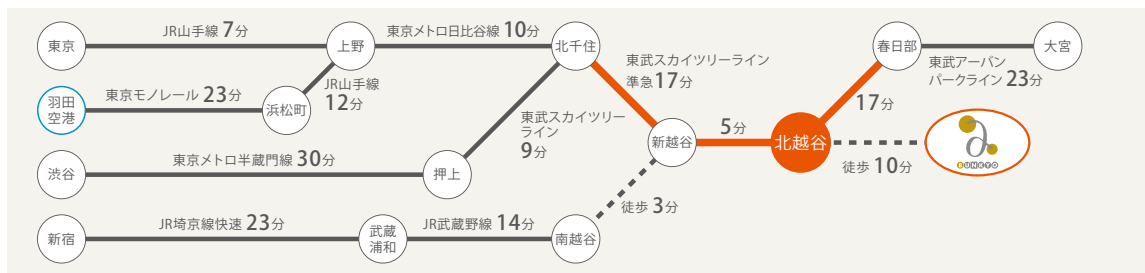 東京
JR山手線 7分
上野
東京メトロ日比谷線 10分
北千住
東武スカイツリーライン
準急17分
春日部
東武アーバン
パークライン 23分
大宮
羽田
空港
東京モノレール 23分
浜松町
JR山手線
12分
東武スカイツリー
ライン
9分
新越谷
5分
北越谷
17分
徒歩 10分
BUNKYO
渋谷
東京メトロ半蔵門線 30分
押上
新宿
JR埼京線快速 23分
武蔵
浦和
JR武蔵野線 14分
南越谷
徒歩 3分